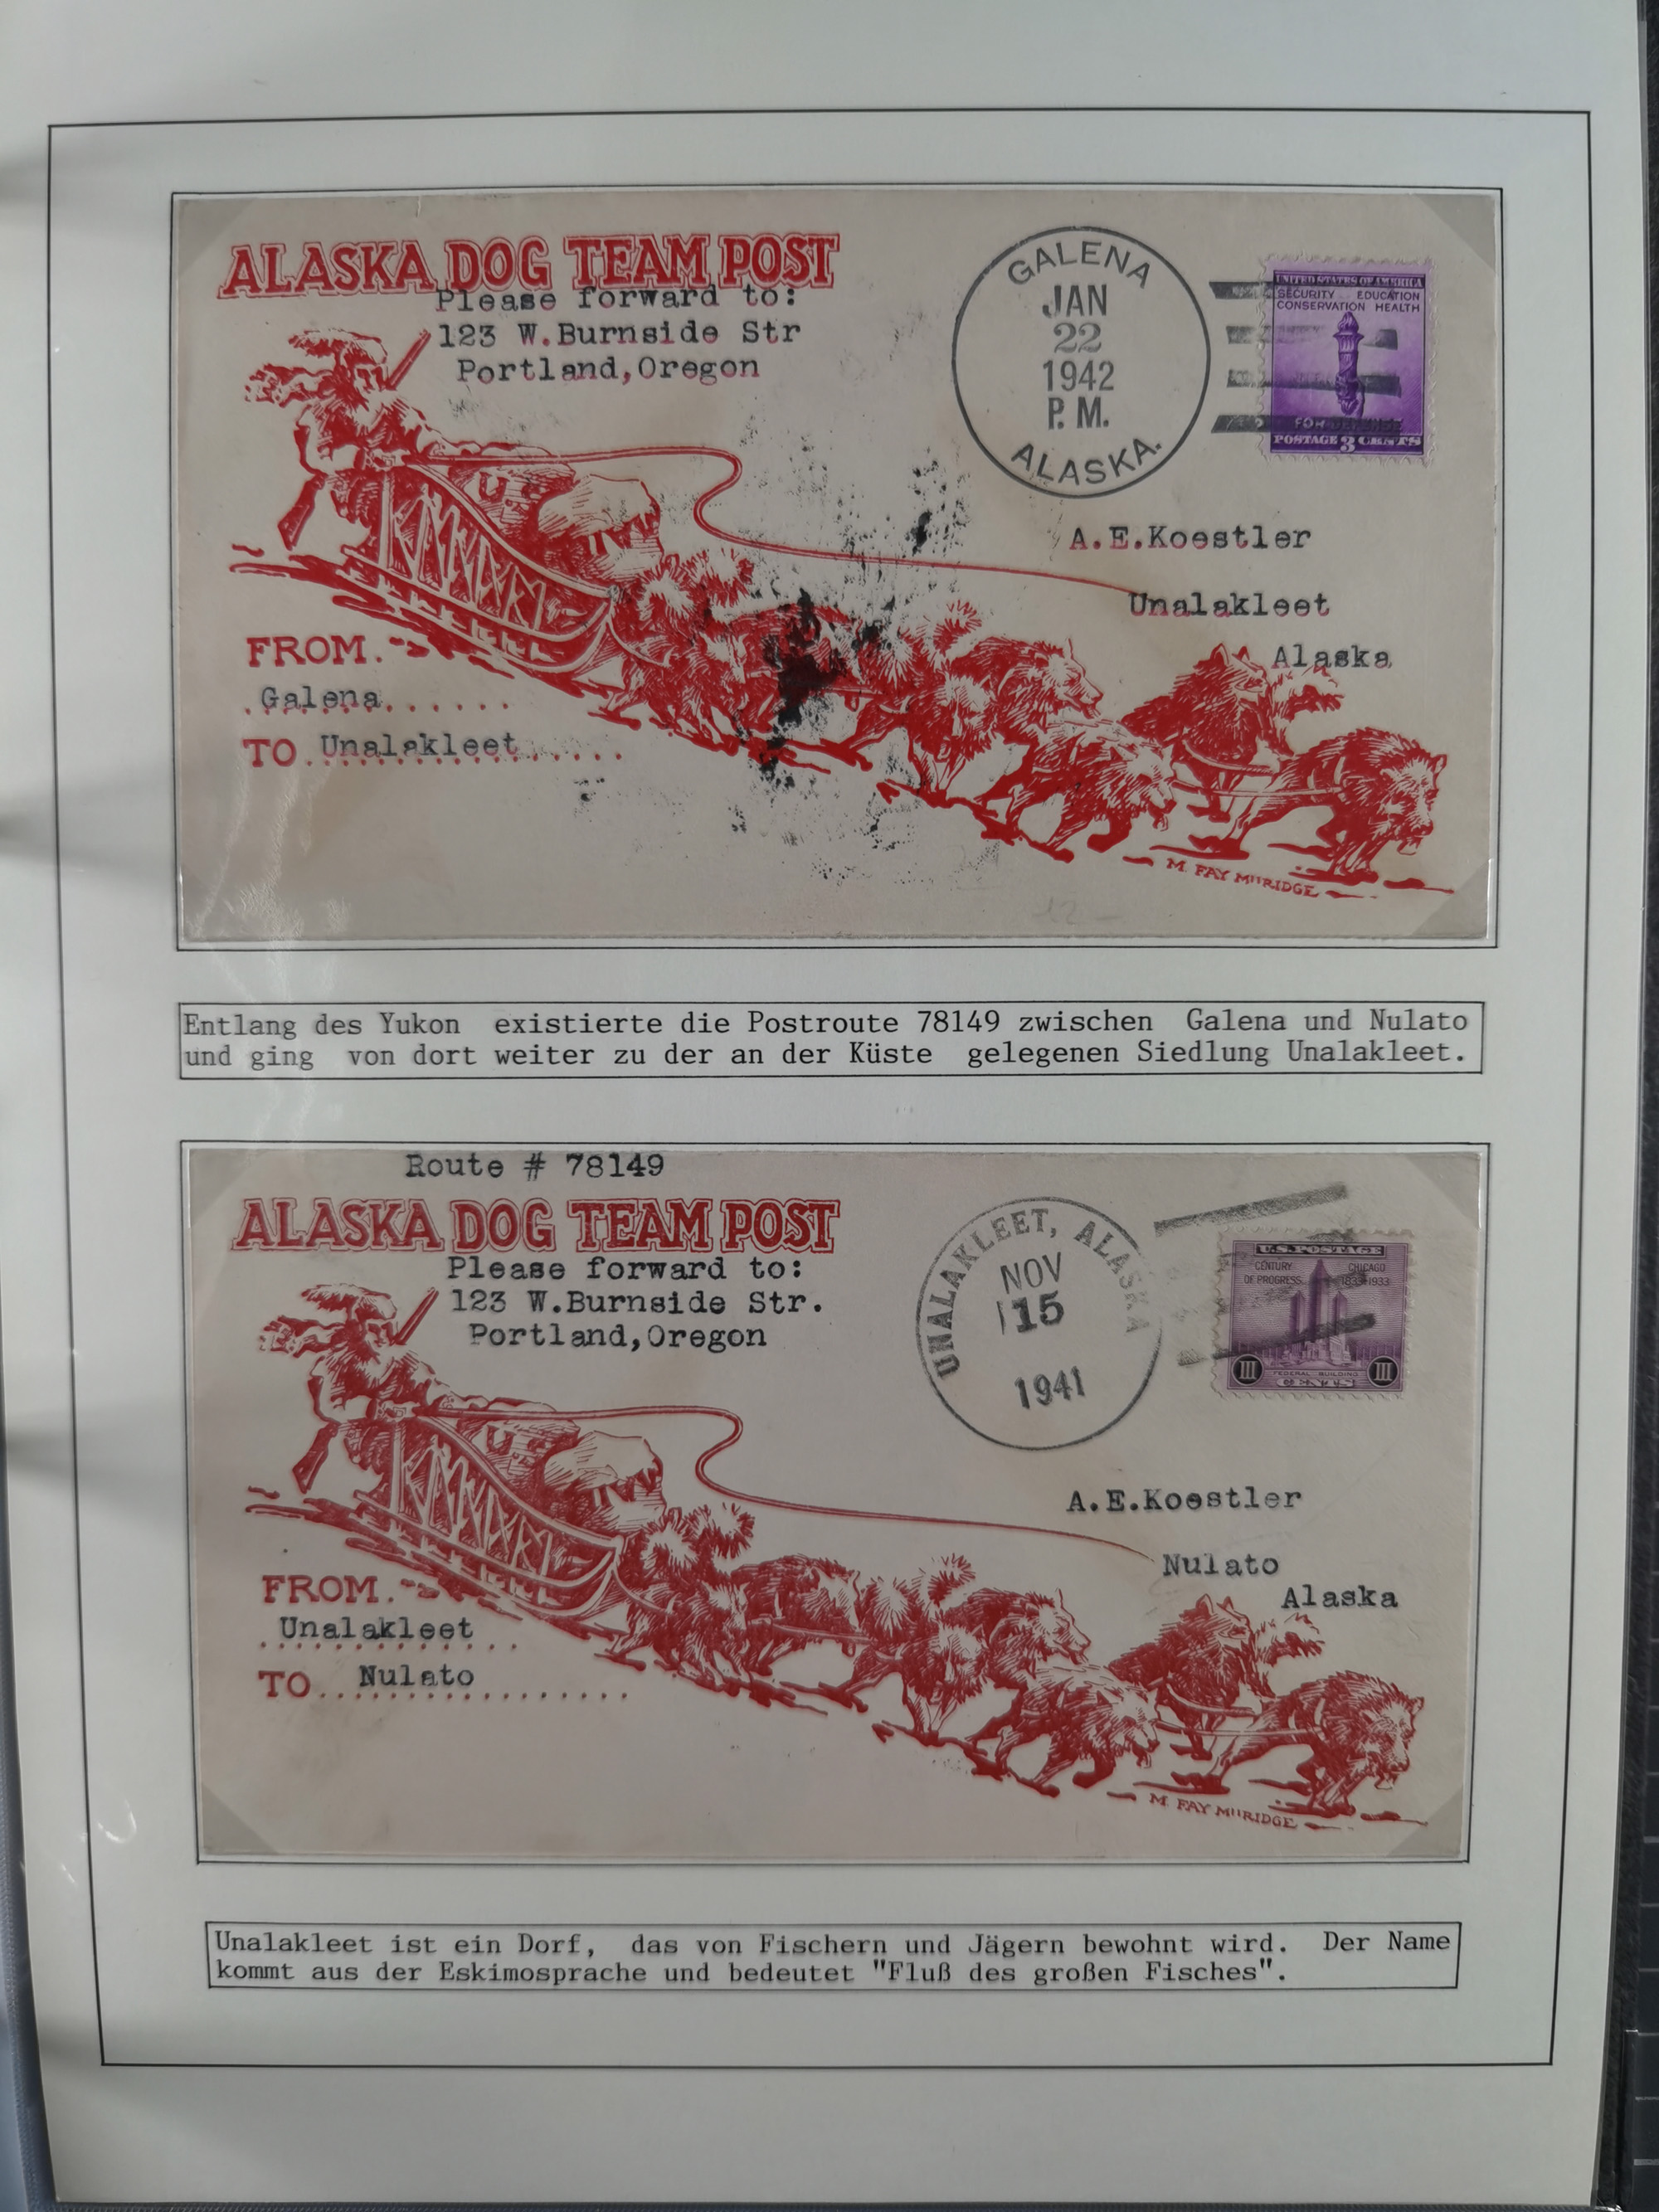 ALASKA DOG TEAM POST
Please forward to:
123 W.Burnside Str
Portland,Oregon
GALENA
JAN
22
1942
P. M.
ALASKA.
UNITED STATES OF AMERICA
SECURITY EDUCATION
CONSERVATION HEALTH
FOR DEFENSE
POSTAGE 3 CENTS
A.E.Koestler
Unalakleet
Alaska
FROM.
Galena
TO Unalakleet
M. FAY MURIDGE
12 –
Entlang des Yukon existierte die Postroute 78149 zwischen Galena und Nulato
und ging von dort weiter zu der an der Küste gelegenen Siedlung Unalakleet.
Route # 78149
ALASKA DOG TEAM POST
Please forward to:
123 W.Burnside Str.
Portland,Oregon
UNALAKLEET, ALASKA
NOV
15
1941
U.S. POSTAGE
CENTURY CHICAGO
OF PROGRESS 1833-1933
III III
FEDERAL BUILDING
CENTS
A.E.Koestler
Nulato
Alaska
FROM.
Unalakleet
TO Nulato
M. FAY MURIDGE
Unalakleet ist ein Dorf, das von Fischern und Jägern bewohnt wird. Der Name
kommt aus der Eskimosprache und bedeutet "Fluß des großen Fisches".